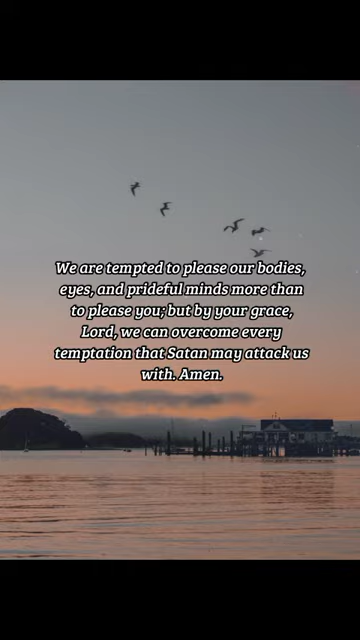 We are tempted to please our bodies,
eyes, and prideful minds more than
to please you; but by your grace,
Lord, we can overcome every
temptation that Satan may attack us
with. Amen.